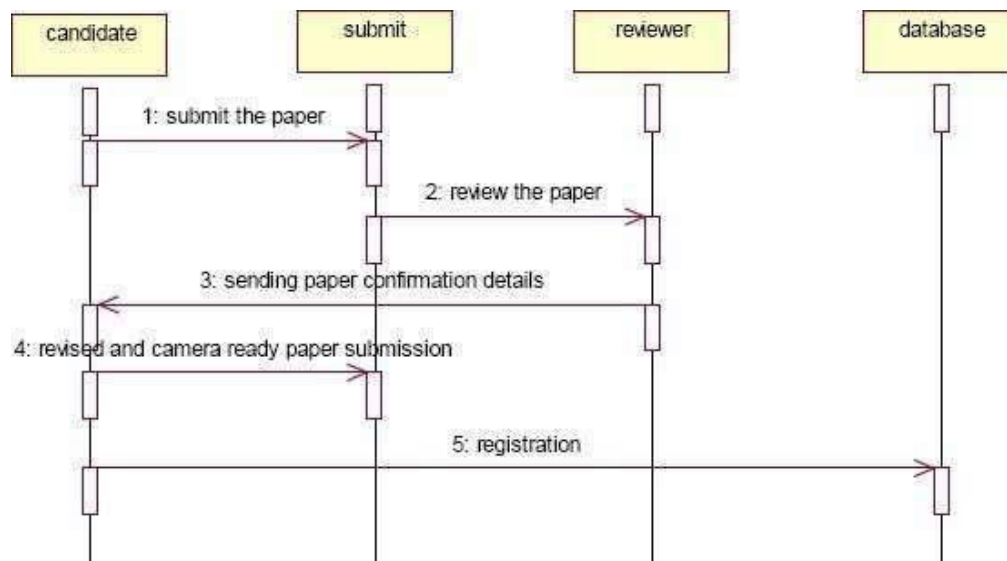 candidate
submit
reviewer
database
1: submit the paper
2: review the paper
3: sending paper confirmation details
4: revised and camera ready paper submission
5: registration